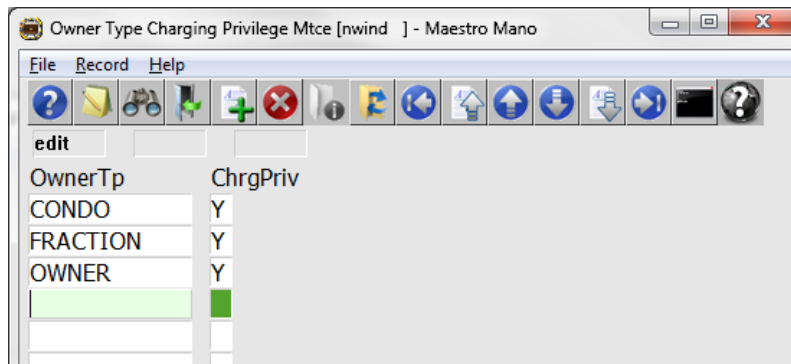 Owner Type Charging Privilege Mtce [nwind ] - Maestro Mano
File Record Help
edit
OwnerTp ChrgPriv
CONDO Y
FRACTION Y
OWNER Y